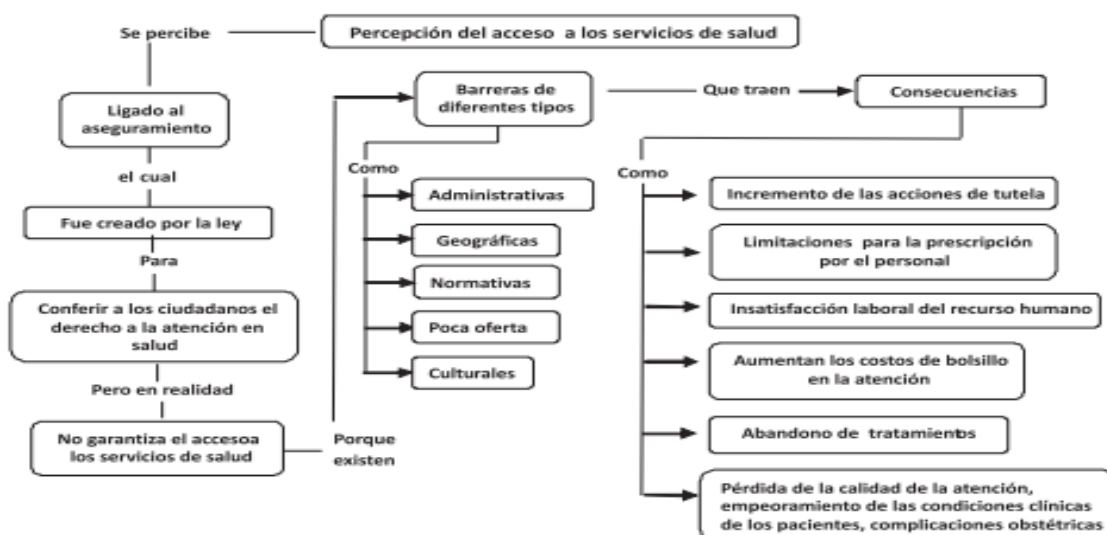 Se percibe
Percepción del acceso a los servicios de salud
Ligado al
aseguramiento
el cual
Fue creado por la ley
Para
Conferir a los ciudadanos el
derecho a la atención en
salud
Pero en realidad
No garantiza el accesoa
los servicios de salud
Porque
existen
Barreras de
diferentes tipos
Como
Administrativas
Geográficas
Normativas
Poca oferta
Culturales
Que traen
Consecuencias
Como
Incremento de las acciones de tutela
Limitaciones para la prescripción
por el personal
Insatisfacción laboral del recurso humano
Aumentan los costos de bolsillo
en la atención
Abandono de tratamientos
Pérdida de la calidad de la atención,
empeoramiento de las condiciones clínicas
de los pacientes, complicaciones obstétricas